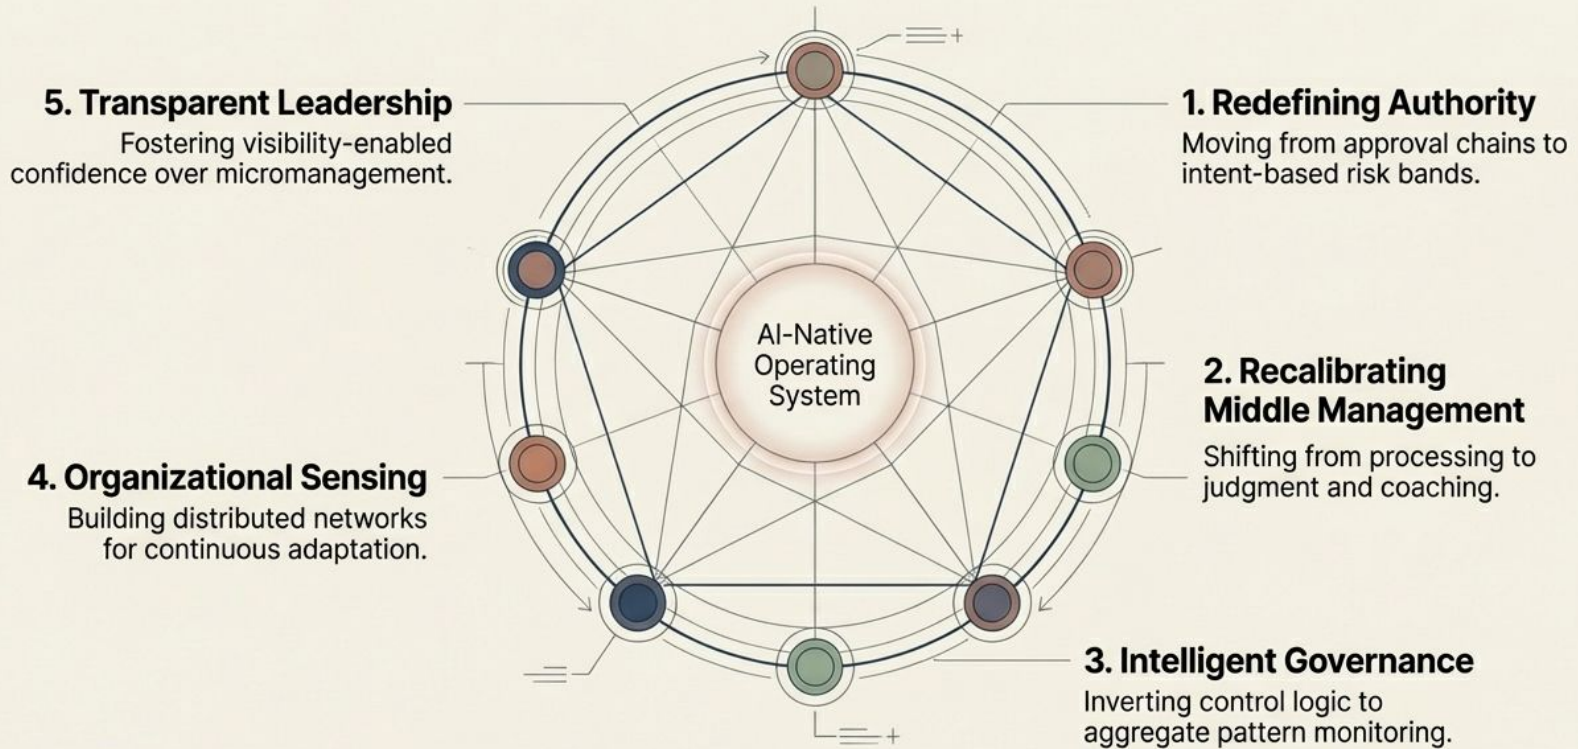 5. Transparent Leadership
Fostering visibility-enabled
confidence over micromanagement.
1. Redefining Authority
Moving from approval chains to
intent-based risk bands.
AI-Native
Operating
System
2. Recalibrating
Middle Management
Shifting from processing to
judgment and coaching.
4. Organizational Sensing
Building distributed networks
for continuous adaptation.
3. Intelligent Governance
Inverting control logic to
aggregate pattern monitoring.